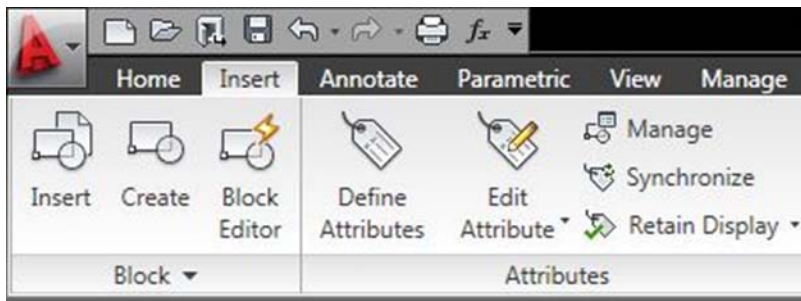 Home Insert Annotate Parametric View Manage
Manage
Insert Create Block Define Edit Synchronize
Editor Attributes Attribute Retain Display
Block Attributes